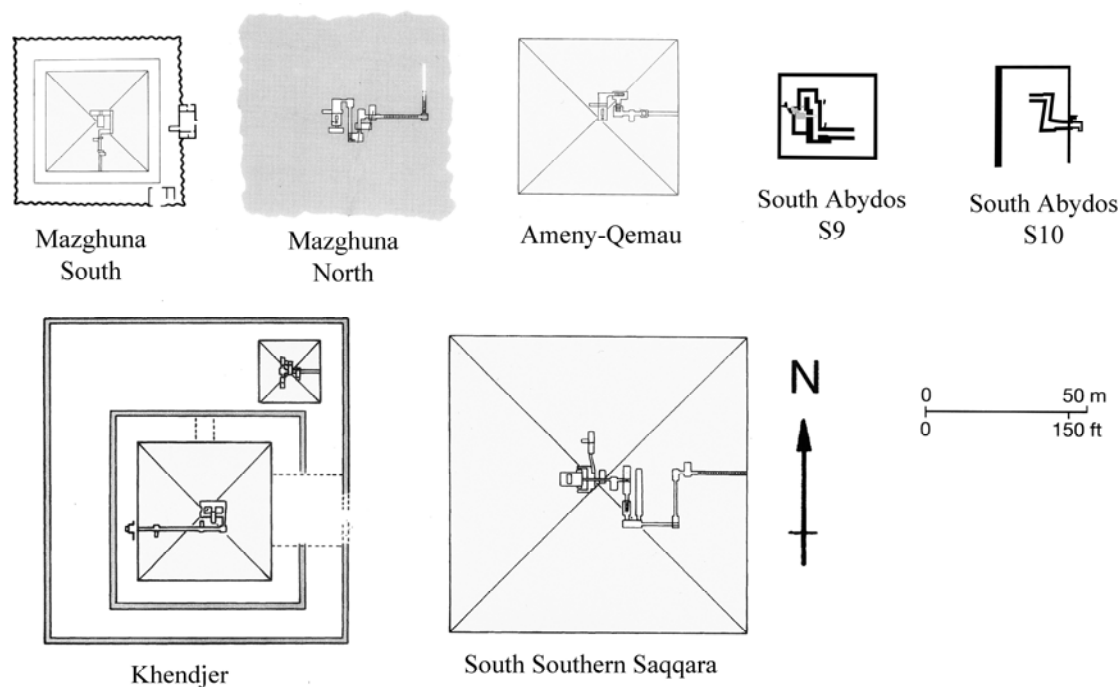 Mazghuna
South
Mazghuna
North
Ameny-Qemau
South Abydos
S9
South Abydos
S10
Khendjer
South Southern Saqqara
N
0 50 m
0 150 ft